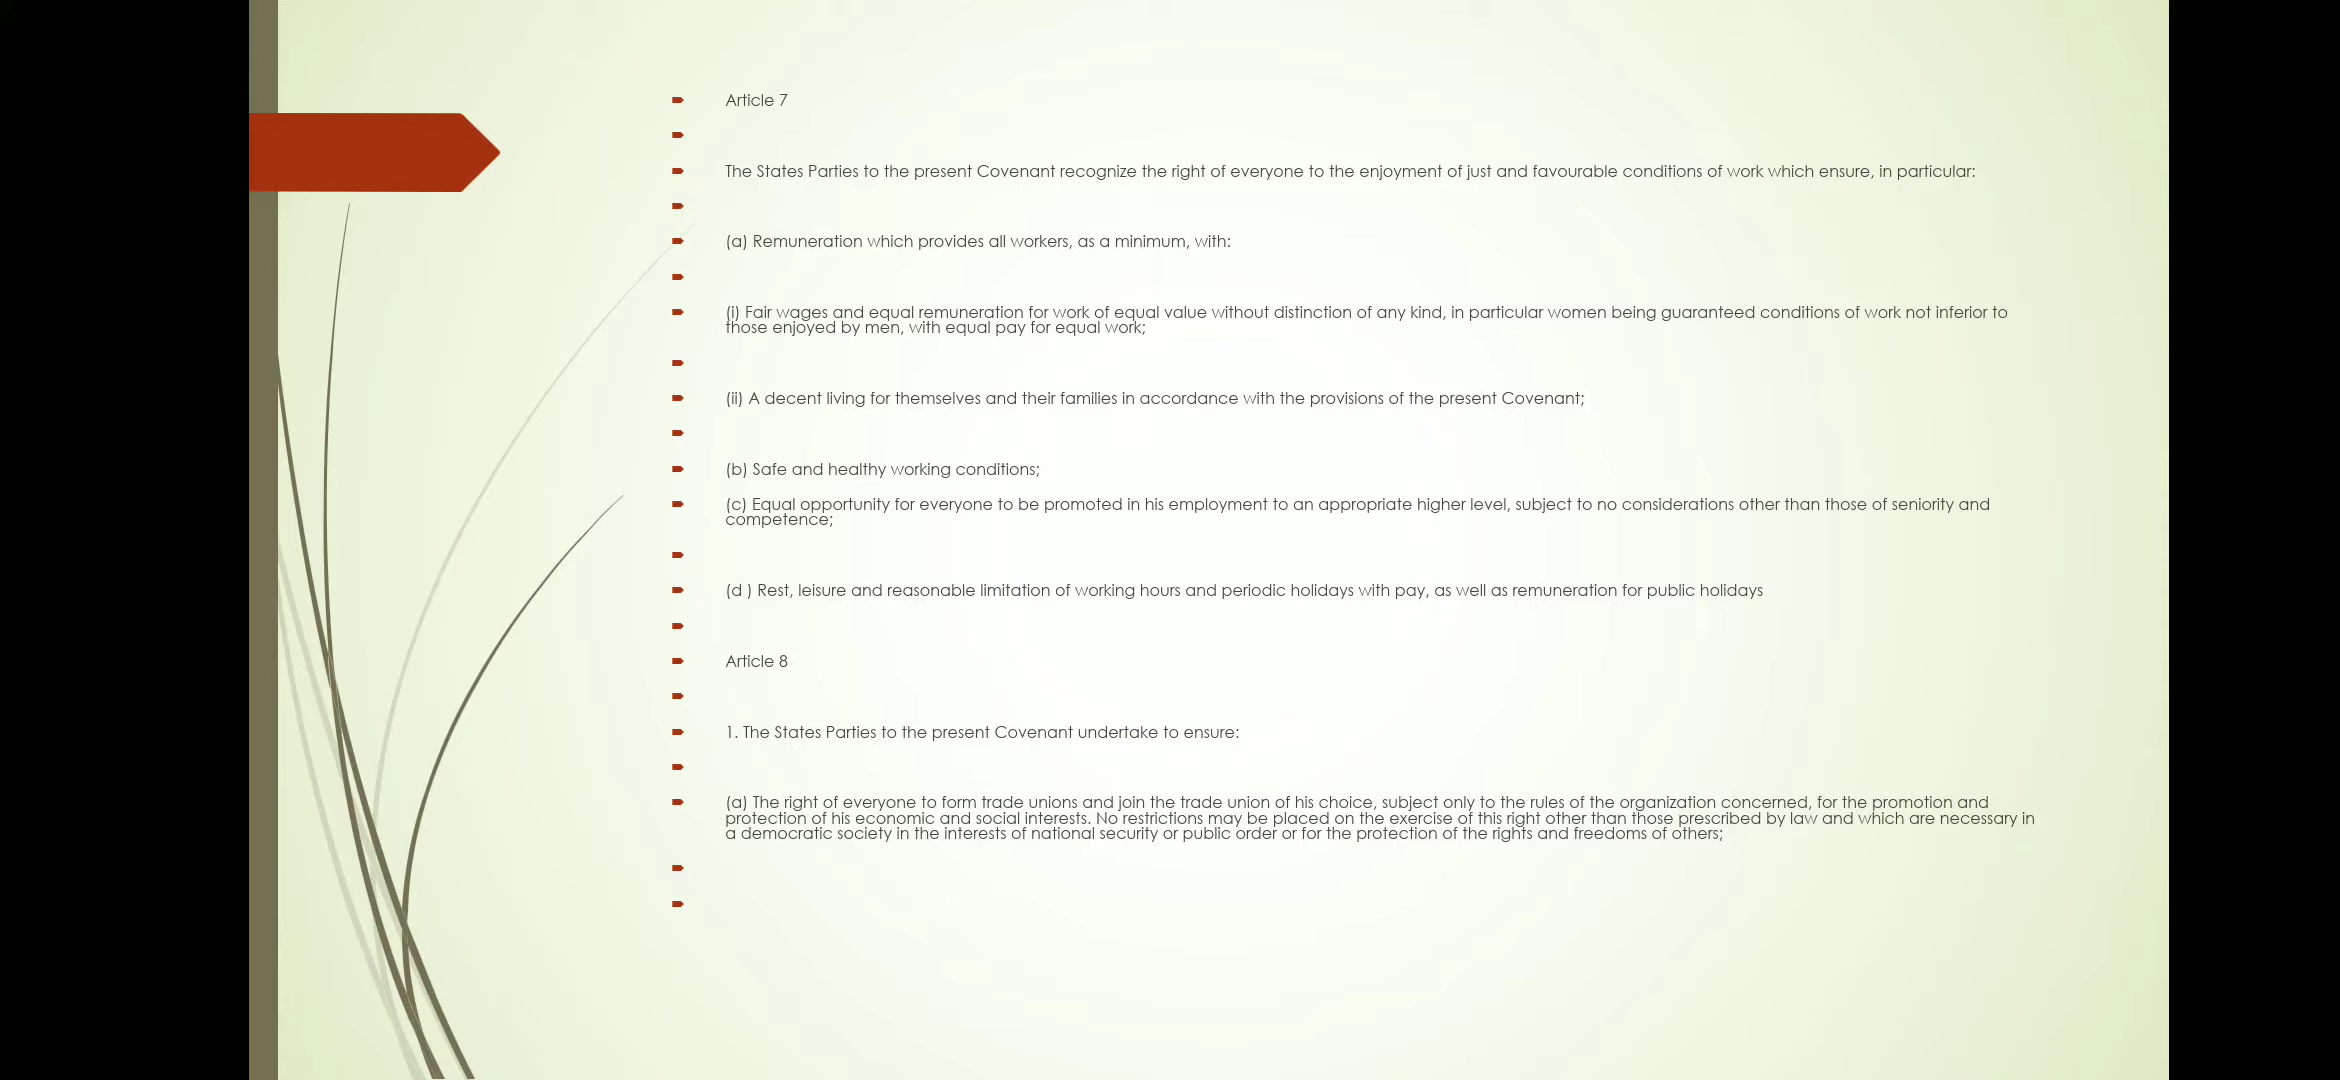 Article 7
The States Parties to the present Covenant recognize the right of everyone to the enjoyment of just and favourable conditions of work which ensure, in particular:
(a) Remuneration which provides all workers, as a minimum, with:
(i) Fair wages and equal remuneration for work of equal value without distinction of any kind, in particular women being guaranteed conditions of work not inferior to
those enjoyed by men, with equal pay for equal work;
(ii) A decent living for themselves and their families in accordance with the provisions of the present Covenant;
(b) Safe and healthy working conditions;
(c) Equal opportunity for everyone to be promoted in his employment to an appropriate higher level, subject to no considerations other than those of seniority and
competence;
(d ) Rest, leisure and reasonable limitation of working hours and periodic holidays with pay, as well as remuneration for public holidays
Article 8
1. The States Parties to the present Covenant undertake to ensure:
(a) The right of everyone to form trade unions and join the trade union of his choice, subject only to the rules of the organization concerned, for the promotion and
protection of his economic and social interests. No restrictions may be placed on the exercise of this right other than those prescribed by law and which are necessary in
a democratic society in the interests of national security or public order or for the protection of the rights and freedoms of others;